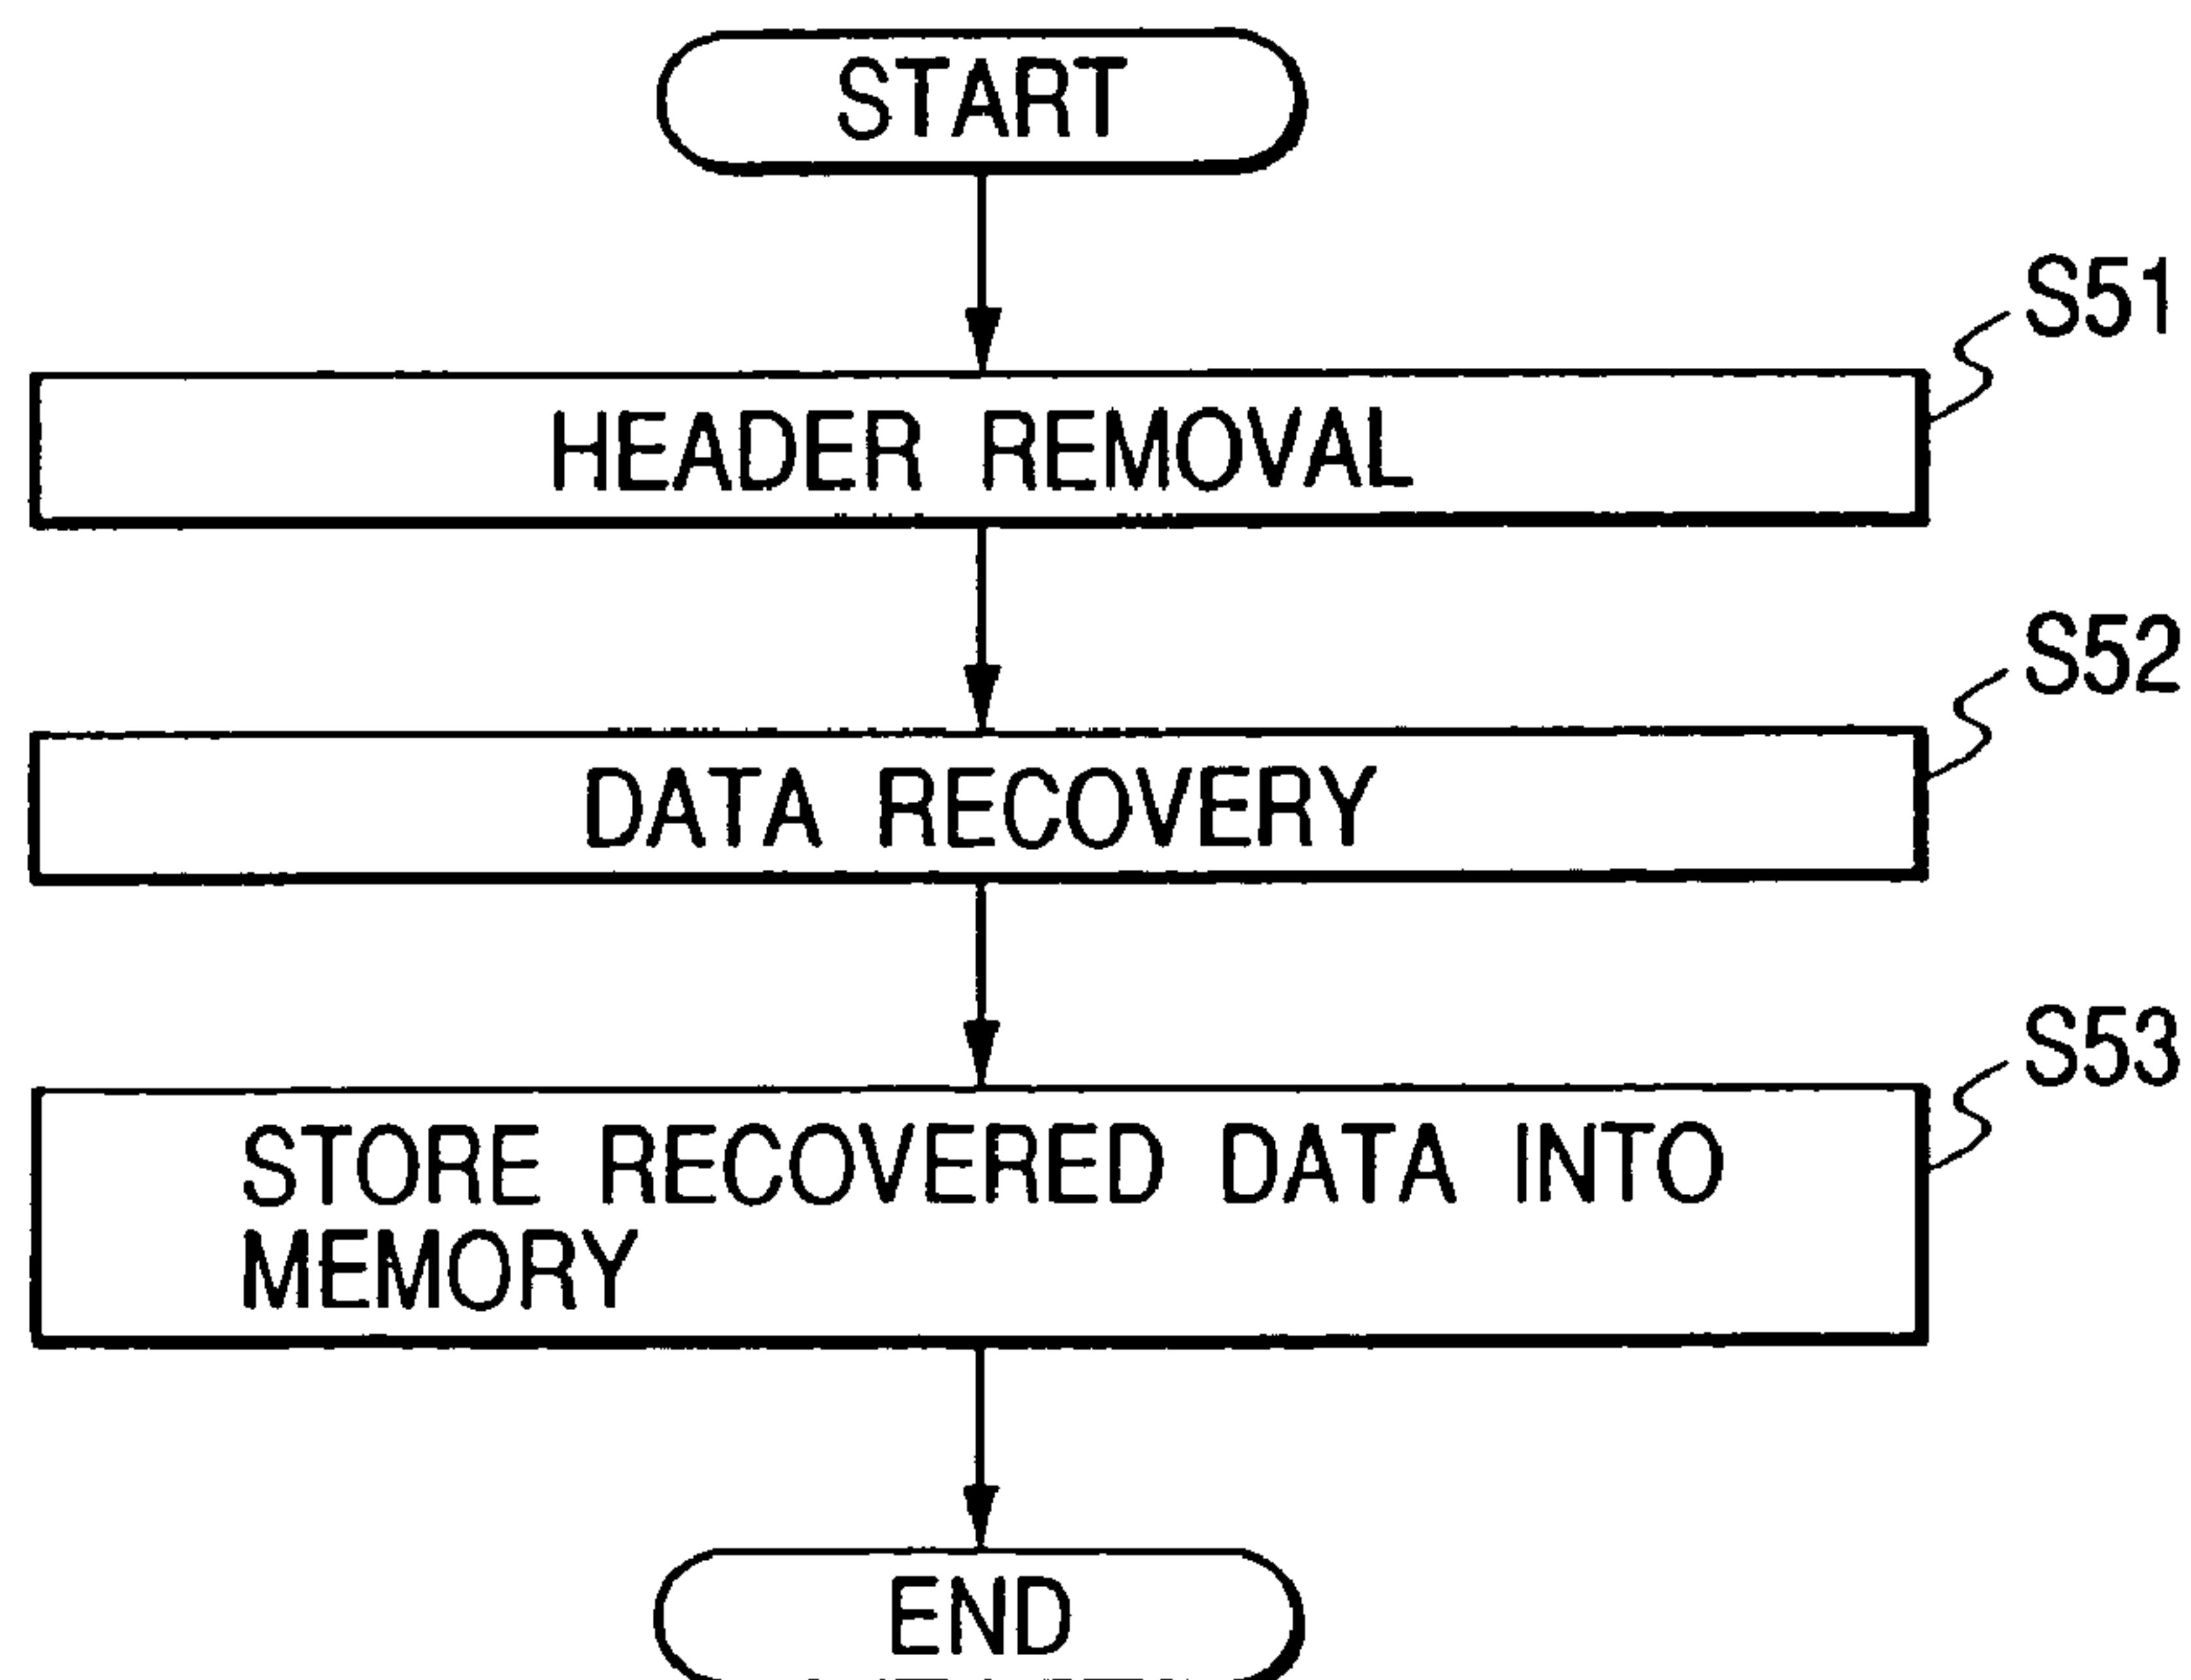 START
S51
HEADER REMOVAL
S52
DATA RECOVERY
S53
STORE RECOVERED DATA INTO
MEMORY
END